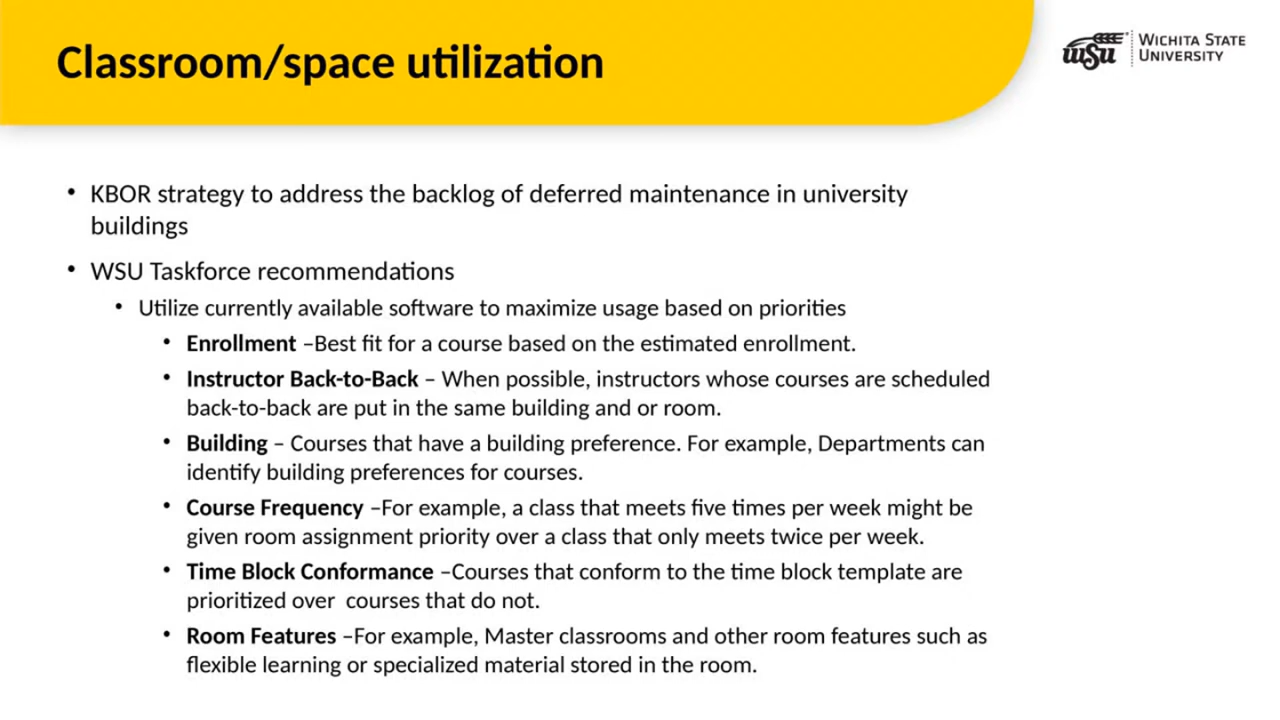 Classroom/space utilization
wsu
WICHITA STATE
UNIVERSITY
• KBOR strategy to address the backlog of deferred maintenance in university
buildings
• WSU Taskforce recommendations
• Utilize currently available software to maximize usage based on priorities
• Enrollment –Best fit for a course based on the estimated enrollment.
• Instructor Back-to-Back – When possible, instructors whose courses are scheduled
back-to-back are put in the same building and or room.
• Building – Courses that have a building preference. For example, Departments can
identify building preferences for courses.
• Course Frequency –For example, a class that meets five times per week might be
given room assignment priority over a class that only meets twice per week.
• Time Block Conformance –Courses that conform to the time block template are
prioritized over  courses that do not.
• Room Features –For example, Master classrooms and other room features such as
flexible learning or specialized material stored in the room.